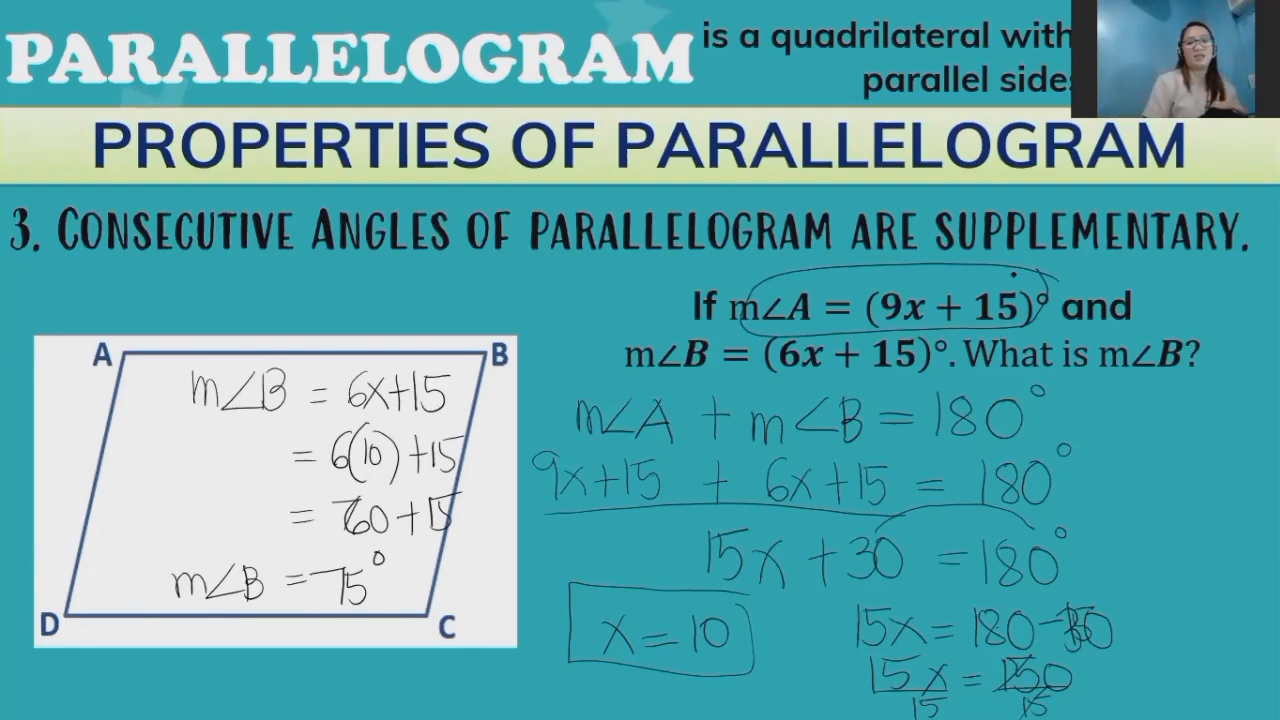 PARALLELOGRAM
is a quadrilateral with
parallel sides
PROPERTIES OF PARALLELOGRAM
3. CONSECUTIVE ANGLES OF PARALLELOGRAM ARE SUPPLEMENTARY.
If m∠A = (9x + 15)° and
m∠B = (6x + 15)°. What is m∠B?
A
B
D
C
m∠B = 6x+15
= 6(10) +15
= 60+15
m∠B = 75°
m∠A + m∠B = 180°
9x+15 + 6x+15 = 180°
15x + 30 = 180°
15x = 180 - 30
15x = 150
15 15
x = 10